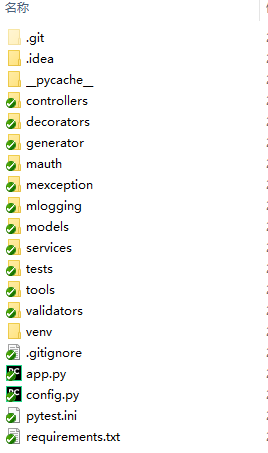 名称
.git
.idea
__pycache__
controllers
decorators
generator
mauth
mexception
mlogging
models
services
tests
tools
validators
venv
.gitignore
app.py
config.py
pytest.ini
requirements.txt